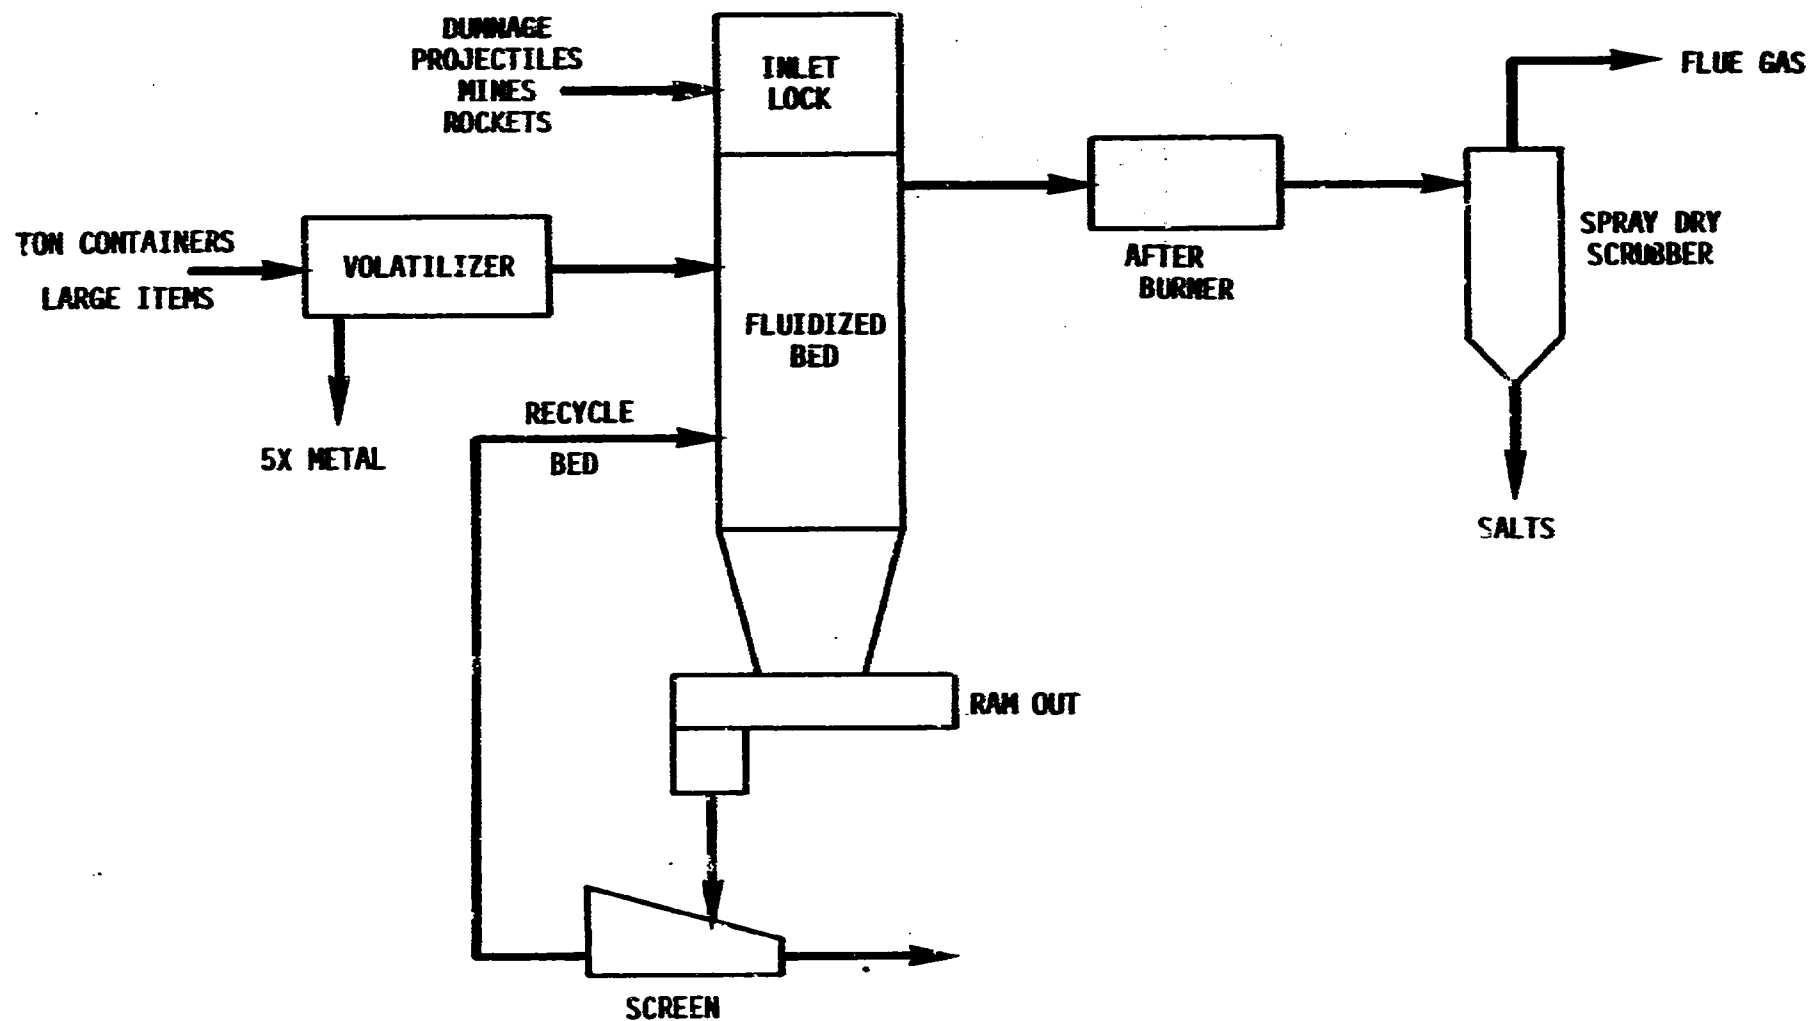 DUNNAGE
PROJECTILES
MINES
ROCKETS
INLET
LOCK
FLUE GAS
TON CONTAINERS
LARGE ITEMS
VOLATILIZER
SPRAY DRY
SCRUBBER
AFTER
BURNER
FLUIDIZED
BED
5X METAL
RECYCLE
BED
SALTS
RAM OUT
SCREEN